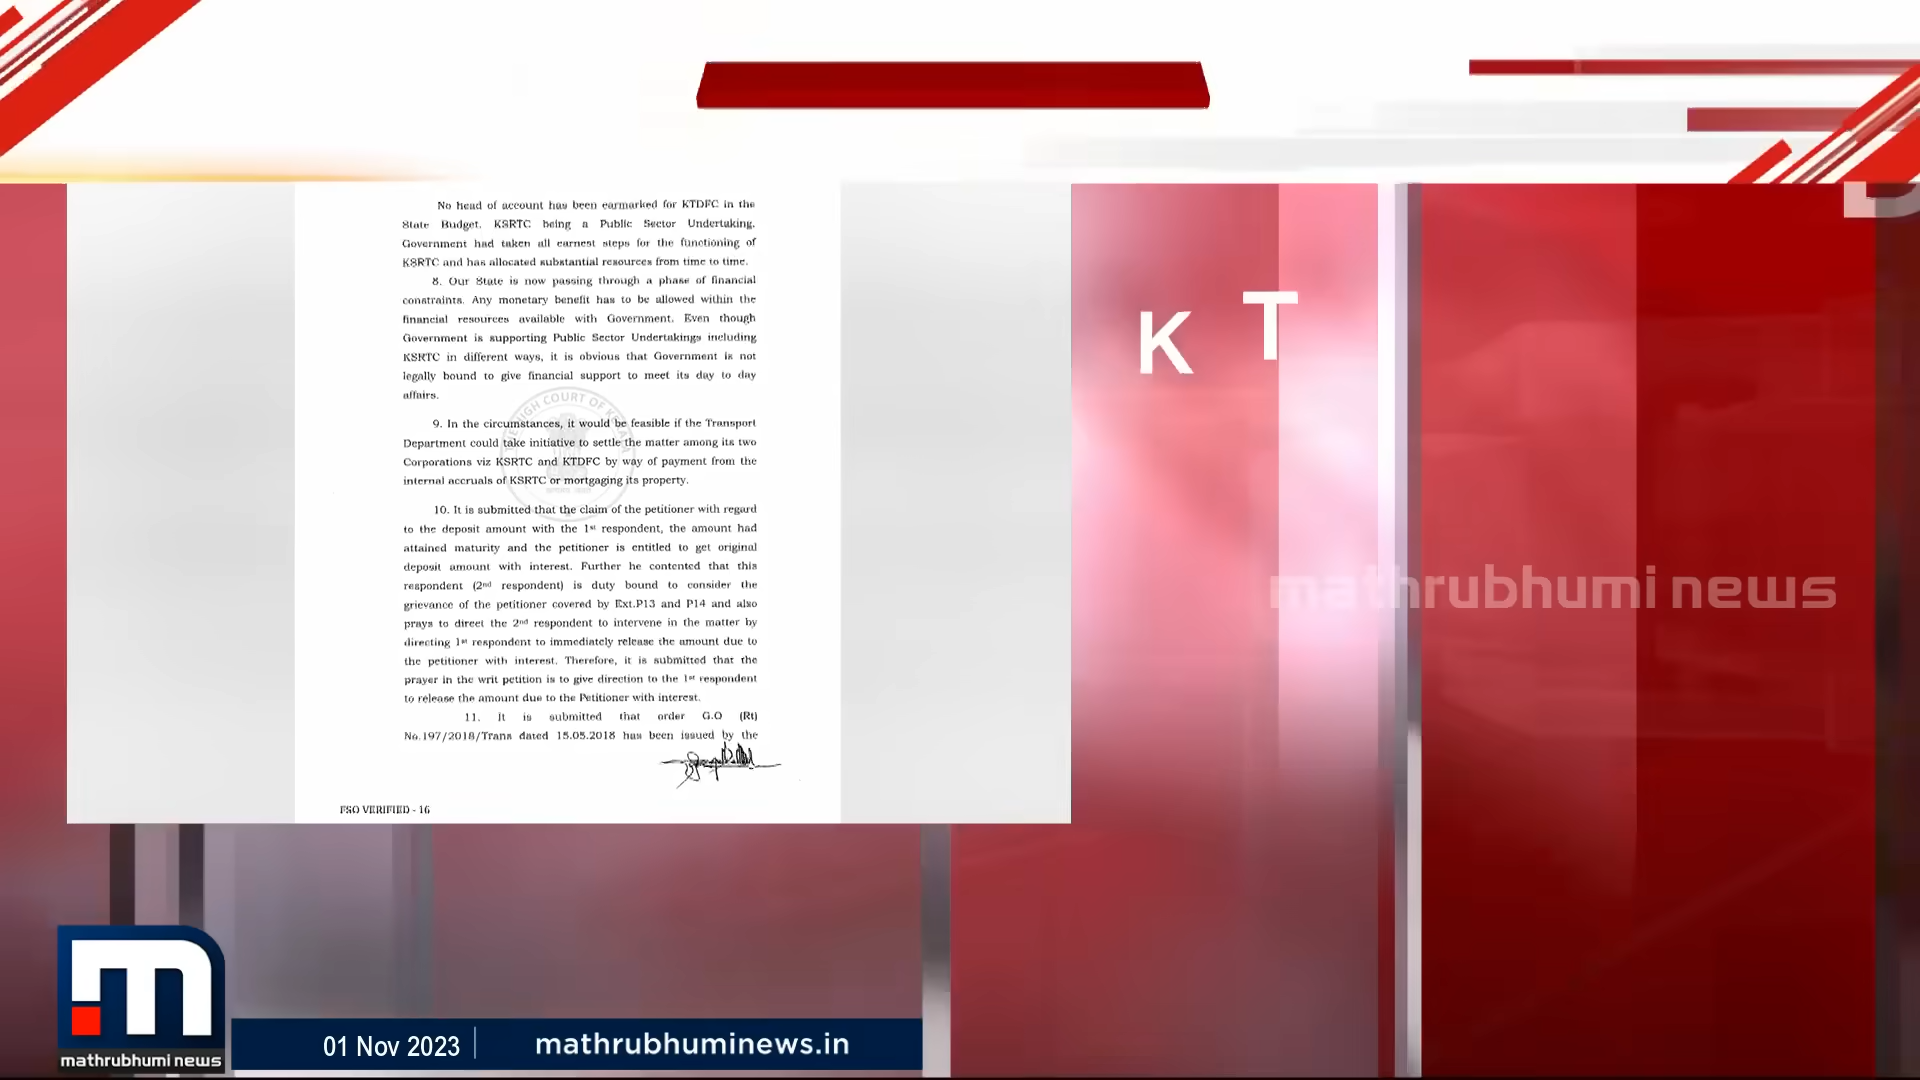 No head of account has been earmarked for KTDFC in the
State Budget. KSRTC being a Public Sector Undertaking,
Government had taken all earnest steps for the functioning of
KSRTC and has allocated substantial resources from time to time.
8. Our State is now passing through a phase of financial
constraints. Any monetary benefit has to be allowed within the
financial resources available with Government. Even though
Government is supporting Public Sector Undertakings including
KSRTC in different ways, it is obvious that Government is not
legally bound to give financial support to meet its day to day
affairs.
9. In the circumstances, it would be feasible if the Transport
Department could take initiative to settle the matter among its two
Corporations viz KSRTC and KTDFC by way of payment from the
internal accruals of KSRTC or mortgaging its property.
10. It is submitted that the claim of the petitioner with regard
to the deposit amount with the 1st respondent, the amount had
attained maturity and the petitioner is entitled to get original
deposit amount with interest. Further he contented that this
respondent (2nd respondent) is duty bound to consider the
grievance of the petitioner covered by Ext.P13 and P14 and also
prays to direct the 2nd respondent to intervene in the matter by
directing 1st respondent to immediately release the amount due to
the petitioner with interest. Therefore, it is submitted that the
prayer in the writ petition is to give direction to the 1st respondent
to release the amount due to the Petitioner with interest.
11. It is submitted that order G.O (Rt)
No.197/2018/Trans dated 15.05.2018 has been issued by the
FSO VERIFIED - 16
THE HIGH COURT OF KERALA
K T
mathrubhumi news
mathrubhumi news
01 Nov 2023
mathrubhuminews.in